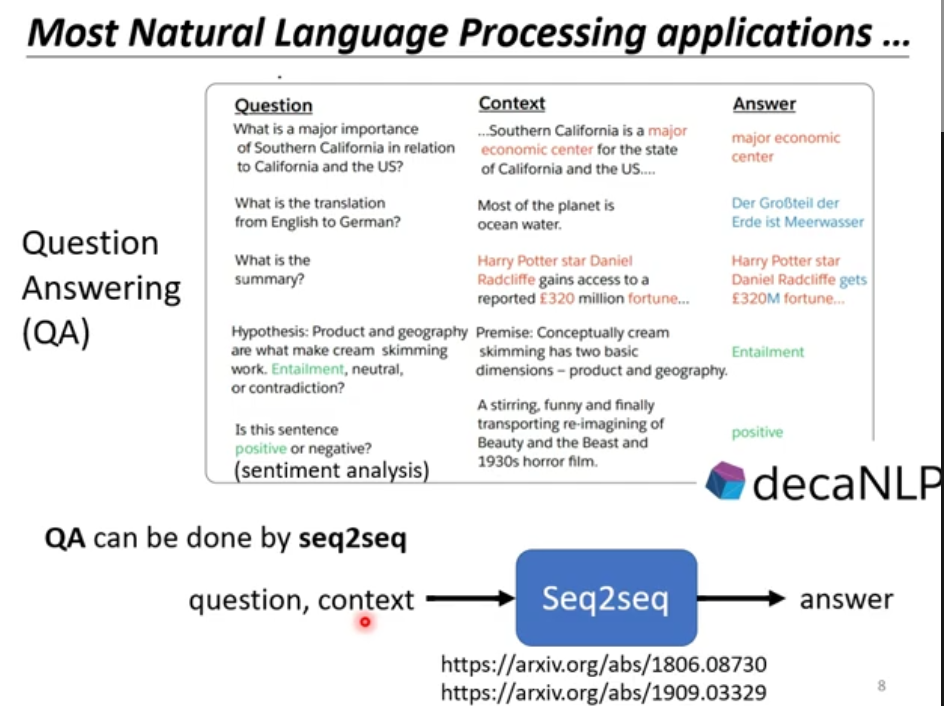 Most Natural Language Processing applications ...
Question
Answering
(QA)
Question
What is a major importance
of Southern California in relation
to California and the US?
Context
...Southern California is a major
economic center for the state
of California and the US....
Answer
major economic
center
What is the translation
from English to German?
Most of the planet is
ocean water.
Der Großteil der
Erde ist Meerwasser
What is the
summary?
Harry Potter star Daniel
Radcliffe gains access to a
reported £320 million fortune...
Harry Potter star
Daniel Radcliffe gets
£320M fortune...
Hypothesis: Product and geography
are what make cream skimming
work. Entailment, neutral,
or contradiction?
Premise: Conceptually cream
skimming has two basic
dimensions – product and geography.
Entailment
Is this sentence
positive or negative?
(sentiment analysis)
A stirring, funny and finally
transporting re-imagining of
Beauty and the Beast and
1930s horror film.
positive
decaNLP
QA can be done by seq2seq
question, context
Seq2seq
answer
https://arxiv.org/abs/1806.08730
https://arxiv.org/abs/1909.03329
8